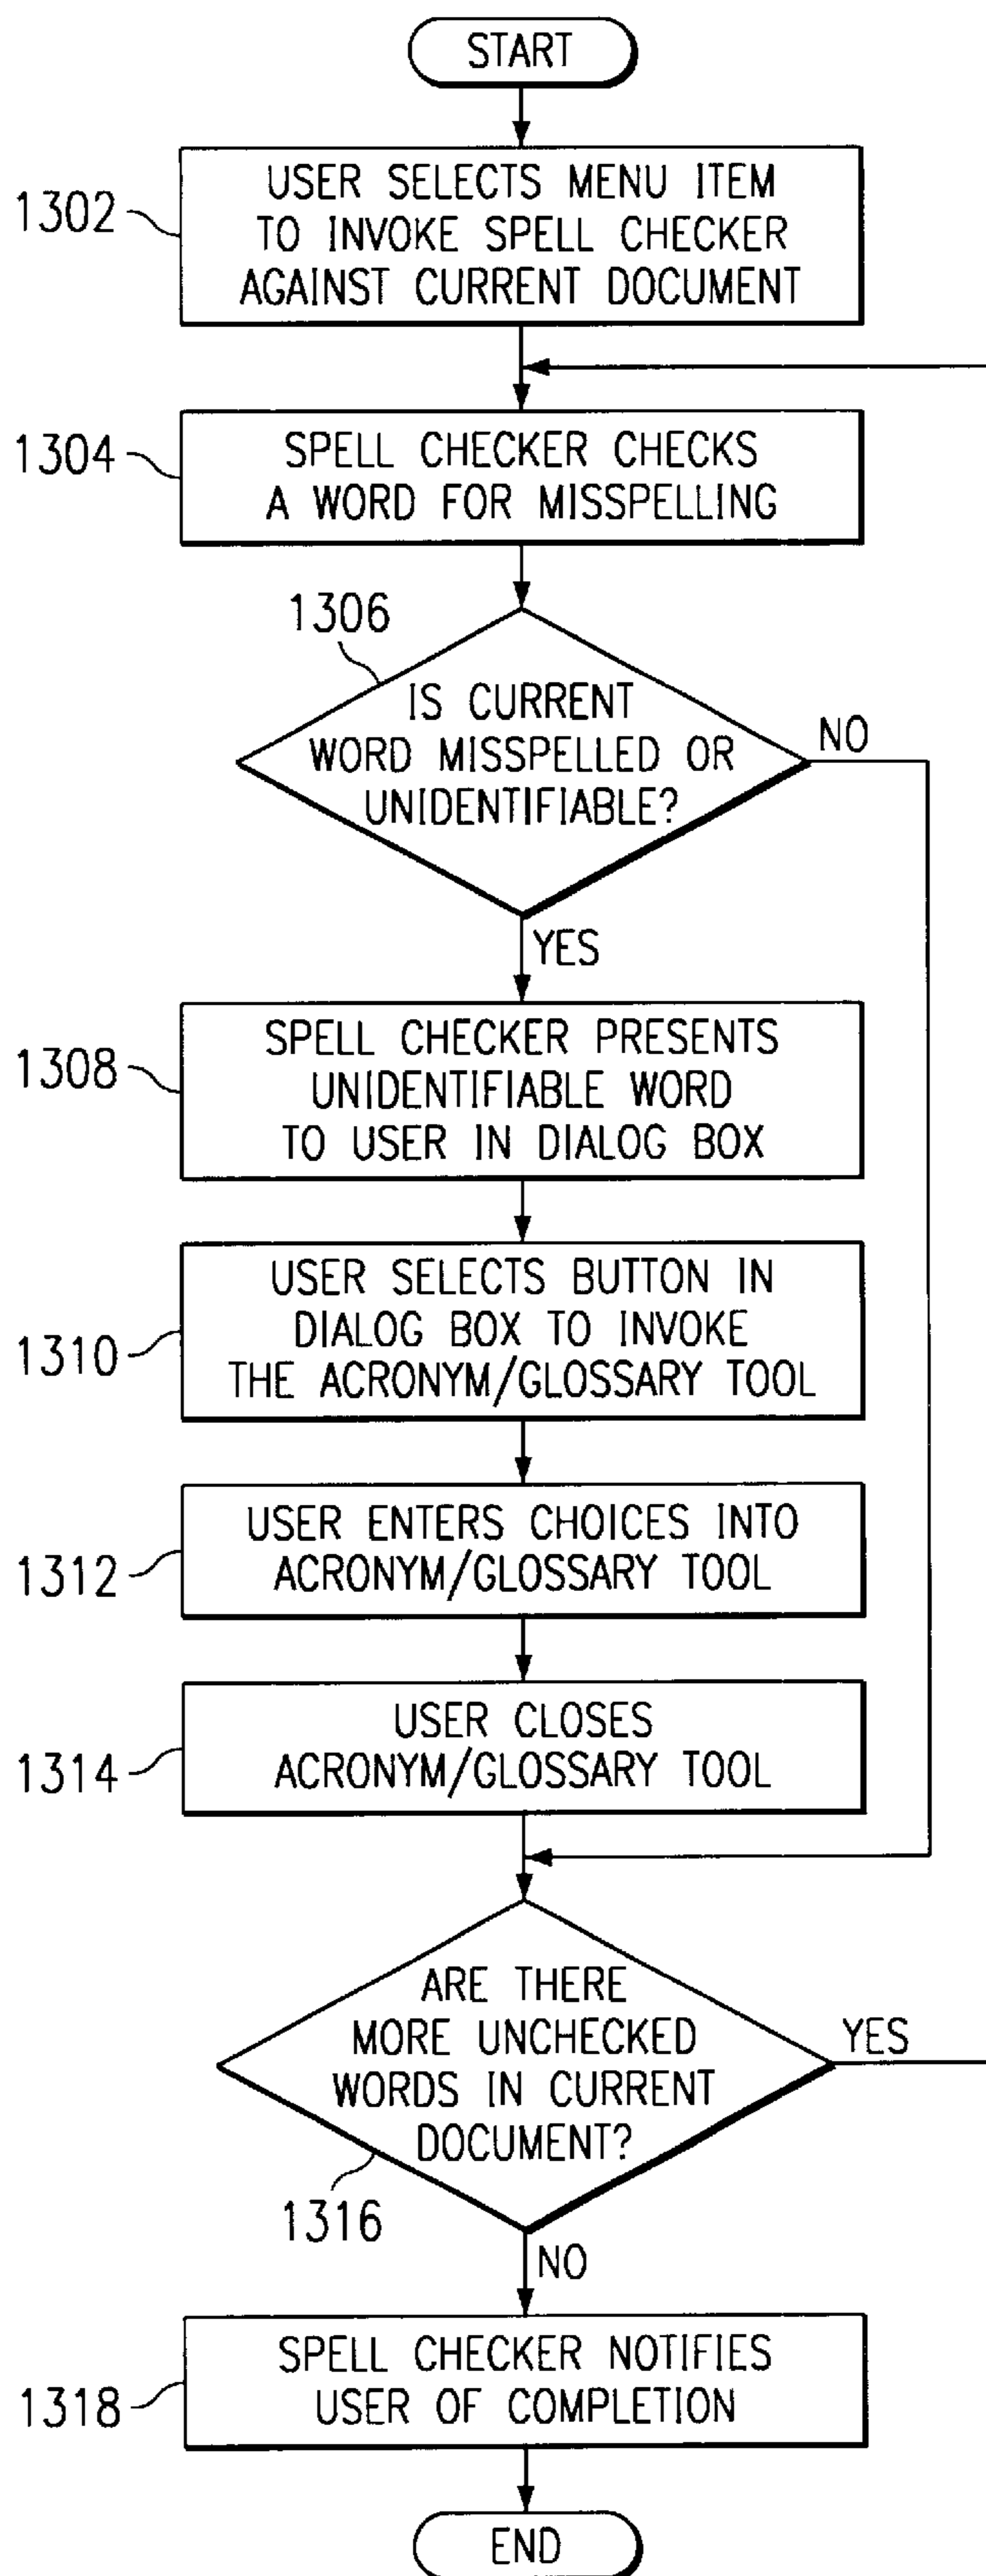 START
1302
USER SELECTS MENU ITEM
TO INVOKE SPELL CHECKER
AGAINST CURRENT DOCUMENT
1304
SPELL CHECKER CHECKS
A WORD FOR MISSPELLING
1306
IS CURRENT
WORD MISSPELLED OR
UNIDENTIFIABLE?
NO
YES
1308
SPELL CHECKER PRESENTS
UNIDENTIFIABLE WORD
TO USER IN DIALOG BOX
1310
USER SELECTS BUTTON IN
DIALOG BOX TO INVOKE
THE ACRONYM/GLOSSARY TOOL
1312
USER ENTERS CHOICES INTO
ACRONYM/GLOSSARY TOOL
1314
USER CLOSES
ACRONYM/GLOSSARY TOOL
ARE THERE
MORE UNCHECKED
WORDS IN CURRENT
DOCUMENT?
YES
1316
NO
1318
SPELL CHECKER NOTIFIES
USER OF COMPLETION
END